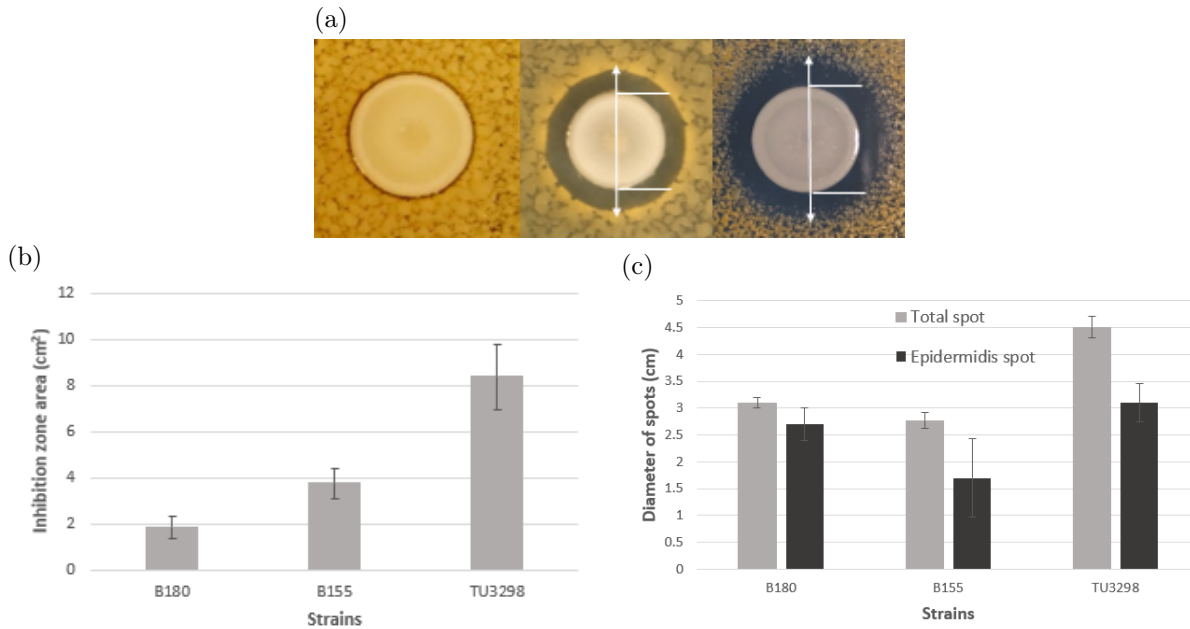 (a)
(b)
12
10
8
6
4
2
0
Inhibition zone area (cm²)
B180
B155
TU3298
Strains
(c)
5
4.5
4
3.5
3
2.5
2
1.5
1
0.5
0
Diameter of spots (cm)
Total spot
Epidermidis spot
B180
B155
TU3298
Strains